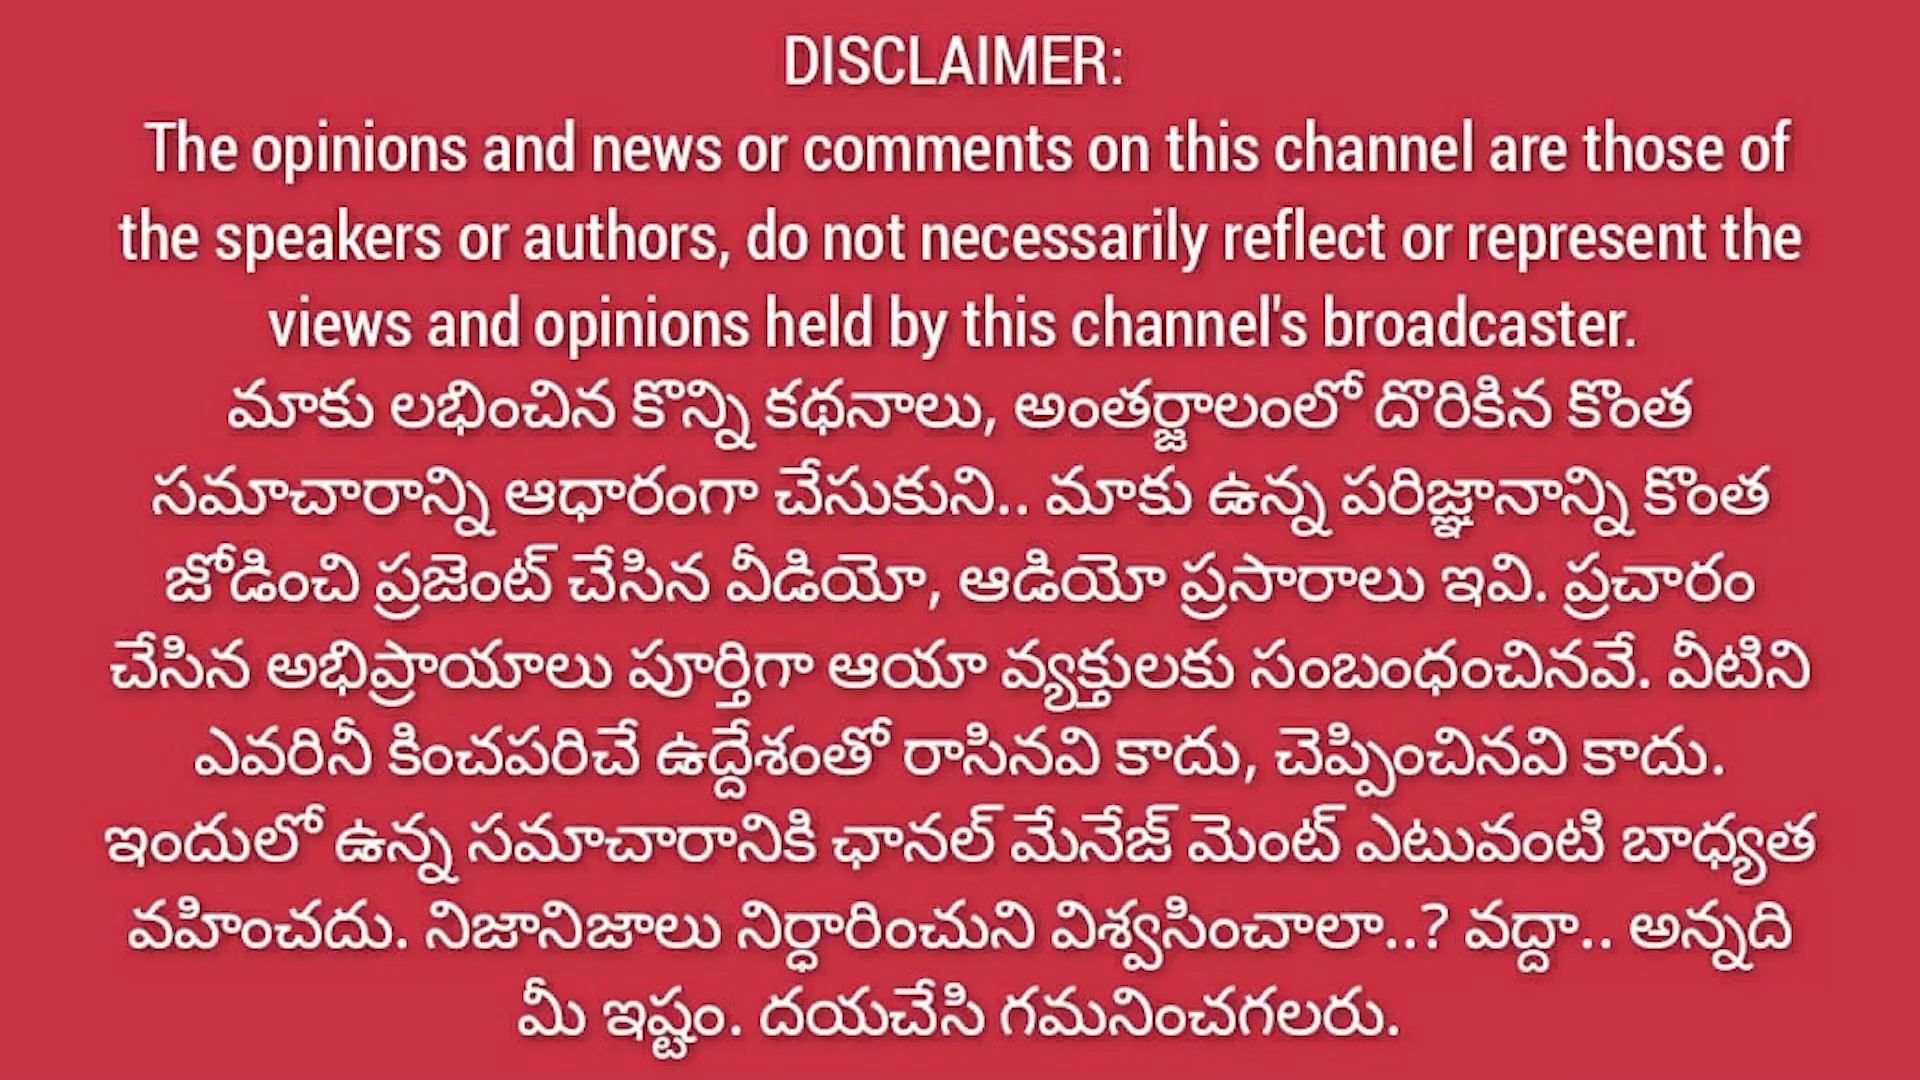 DISCLAIMER:
The opinions and news or comments on this channel are those of
the speakers or authors, do not necessarily reflect or represent the
views and opinions held by this channel's broadcaster.
మాకు లభించిన కొన్ని కథనాలు, అంతర్జాలంలో దొరికిన కొంత
సమాచారాన్ని ఆధారంగా చేసుకుని.. మాకు ఉన్న పరిజ్ఞానాన్ని కొంత
జోడించి ప్రజెంట్ చేసిన వీడియో, ఆడియో ప్రసారాలు ఇవి. ప్రచారం
చేసిన అభిప్రాయాలు పూర్తిగా ఆయా వ్యక్తులకు సంబంధించినవే. వీటిని
ఎవరినీ కించపరిచే ఉద్దేశంతో రాసినవి కాదు, చెప్పించినవి కాదు.
ఇందులో ఉన్న సమాచారానికి ఛానల్ మేనేజ్ మెంట్ ఎటువంటి బాధ్యత
వహించదు. నిజానిజాలు నిర్ధారించుని విశ్వసించాలా..? వద్దా.. అన్నది
మీ ఇష్టం. దయచేసి గమనించగలరు.